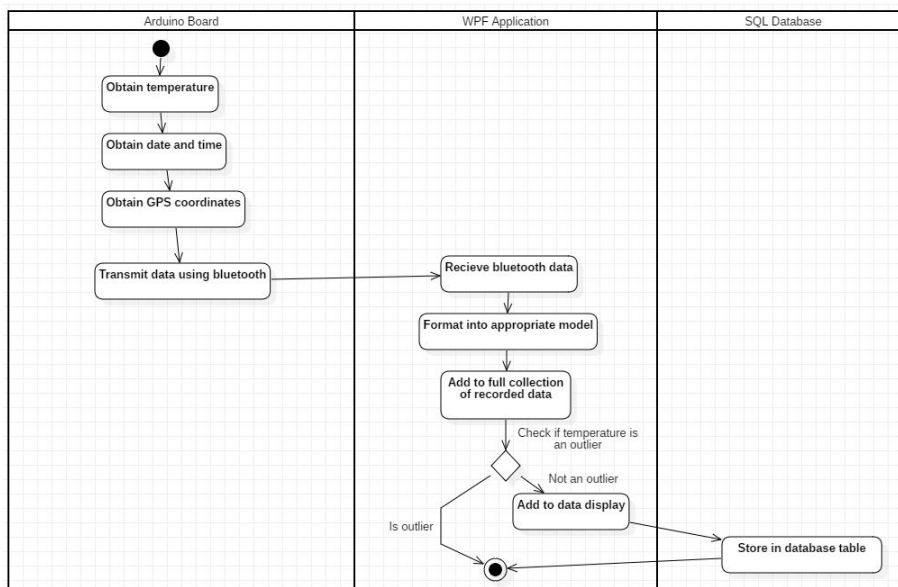 Arduino Board
WPF Application
SQL Database
Obtain temperature
Obtain date and time
Obtain GPS coordinates
Transmit data using bluetooth
Recieve bluetooth data
Format into appropriate model
Add to full collection
of recorded data
Check if temperature is
an outlier
Not an outlier
Add to data display
Is outlier
Store in database table